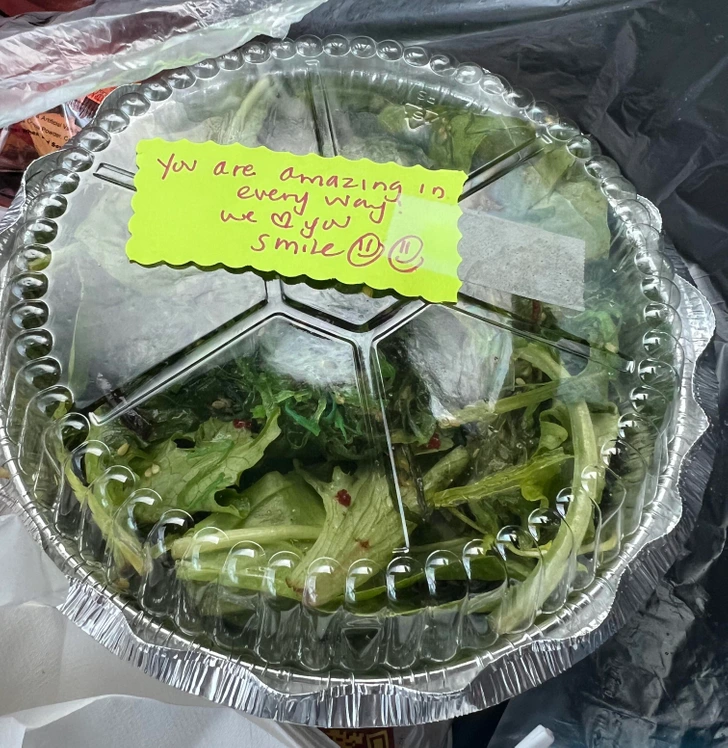 You are amazing in
every way
we ♡ you
smile ☺ ☺